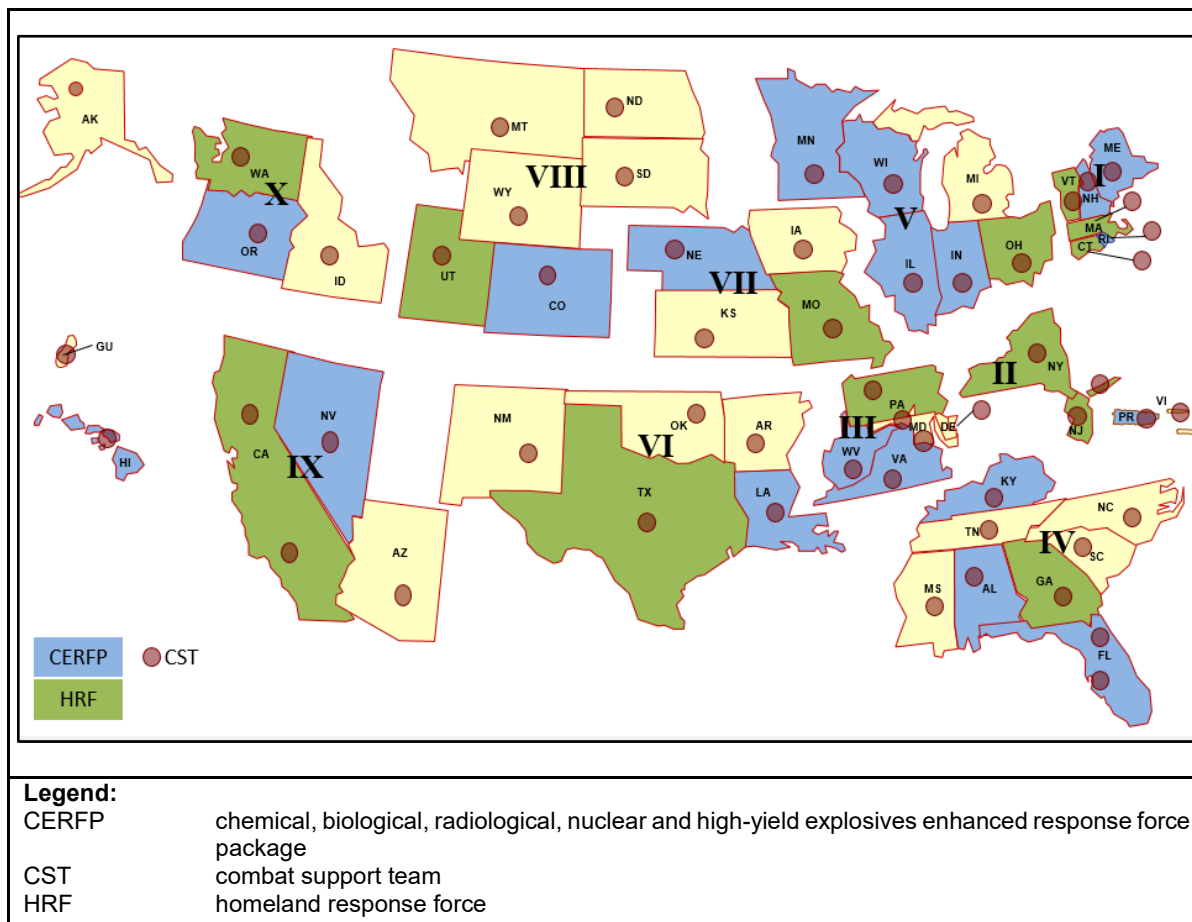 AK
WA
X
OR
ID
MT
ND
WY
VIII
SD
UT
CO
NE
IA
VII
KS
MO
MN
WI
MI
V
IL
IN
OH
ME
VT
I
NH
MA
RI
CT
GU
HI
NV
CA
IX
AZ
NM
OK
AR
VI
TX
LA
PA
III
MD
DE
WV
VA
II
NY
NJ
PR
VI
KY
TN
NC
IV
SC
MS
AL
GA
FL
CERFP
CST
HRF
Legend:
CERFP chemical, biological, radiological, nuclear and high-yield explosives enhanced response force
package
CST combat support team
HRF homeland response force